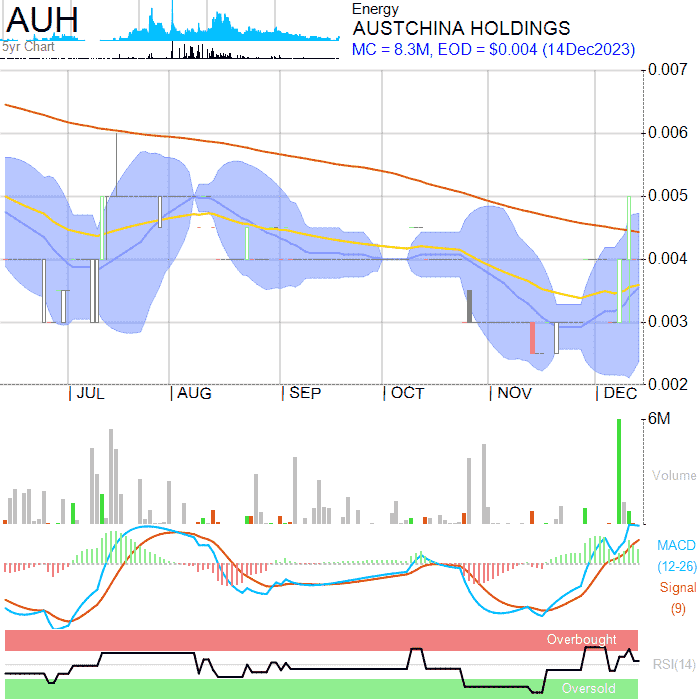 AUH
5yr Chart
Energy
AUSTCHINA HOLDINGS
MC = 8.3M, EOD = $0.004 (14Dec2023)
0.007
0.006
0.005
0.004
0.003
0.002
JUL AUG SEP OCT NOV DEC
6M
Volume
MACD
(12-26)
Signal
(9)
Overbought
RSI(14)
Oversold